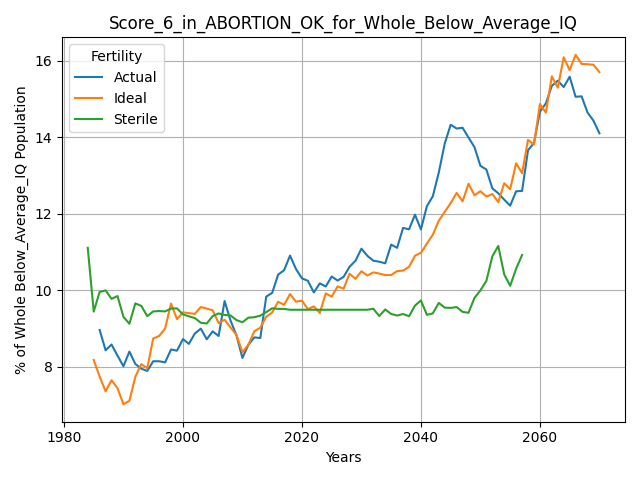 Score_6_in_ABORTION_OK_for_Whole_Below_Average_IQ
Fertility
Actual
Ideal
Sterile
% of Whole Below_Average_IQ Population
16
14
12
10
8
1980
2000
2020
2040
2060
Years